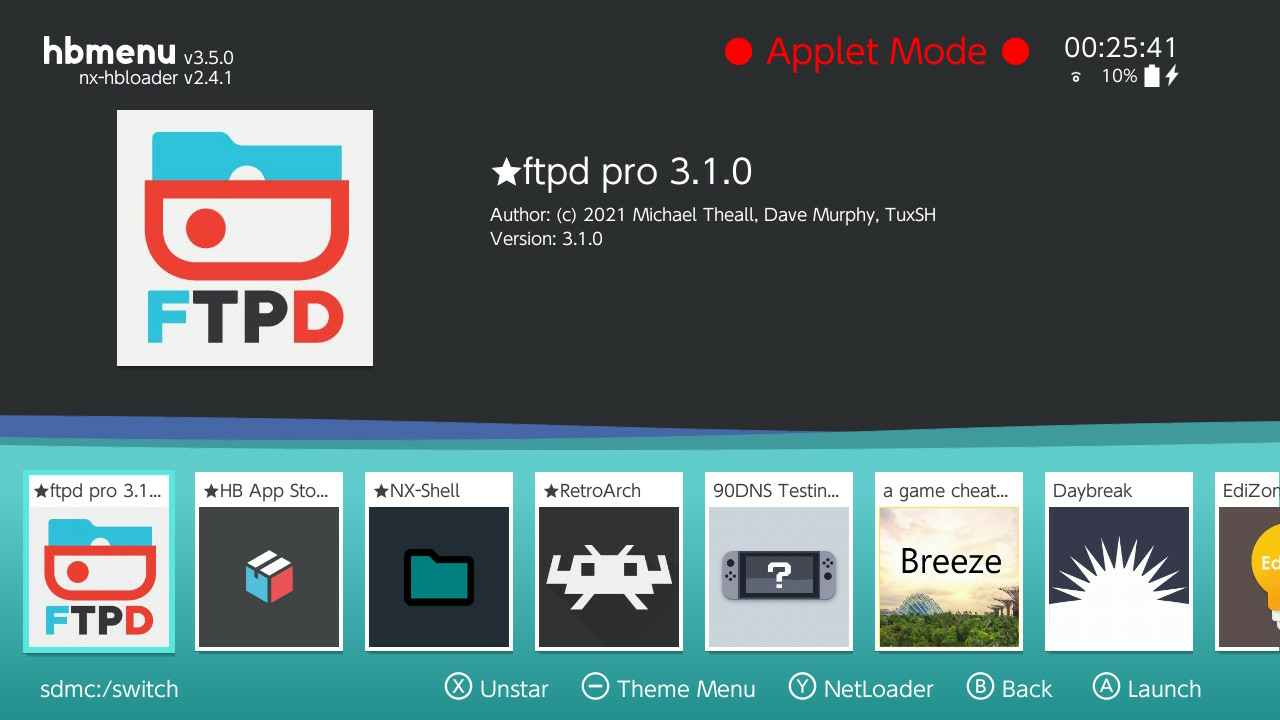 hbmenu v3.5.0
nx-hbloader v2.4.1
Applet Mode
00:25:41
10%
FTPD
★ftpd pro 3.1.0
Author: (c) 2021 Michael Theall, Dave Murphy, TuxSH
Version: 3.1.0
★ftpd pro 3.1...
★HB App Sto...
★NX-Shell
★RetroArch
90DNS Testin...
a game cheat...
Daybreak
EdiZon
FTPD
?
Breeze
Ed
sdmc:/switch
X Unstar
− Theme Menu
Y NetLoader
B Back
A Launch